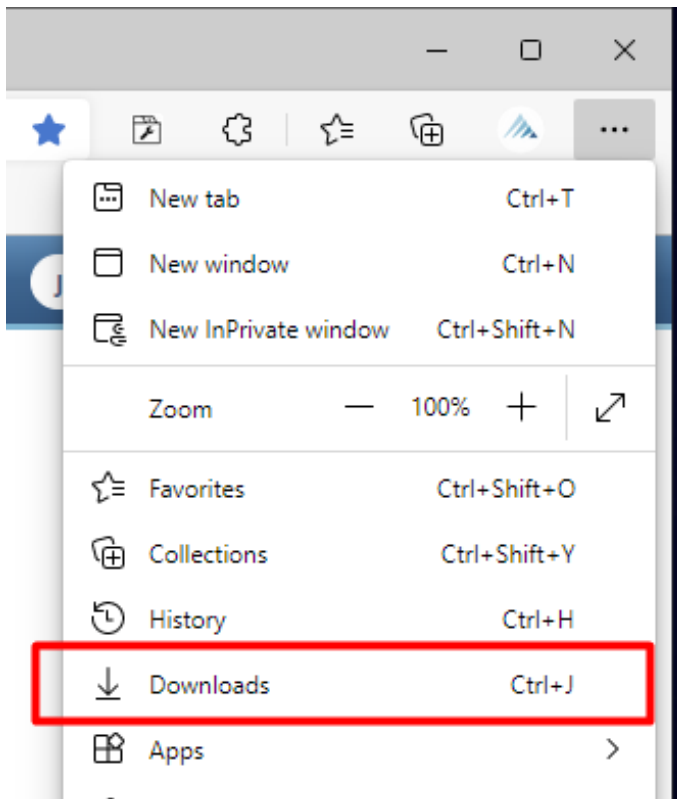 J
New tab Ctrl+T
New window Ctrl+N
New InPrivate window Ctrl+Shift+N
Zoom 100%
Favorites Ctrl+Shift+O
Collections Ctrl+Shift+Y
History Ctrl+H
Downloads Ctrl+J
Apps